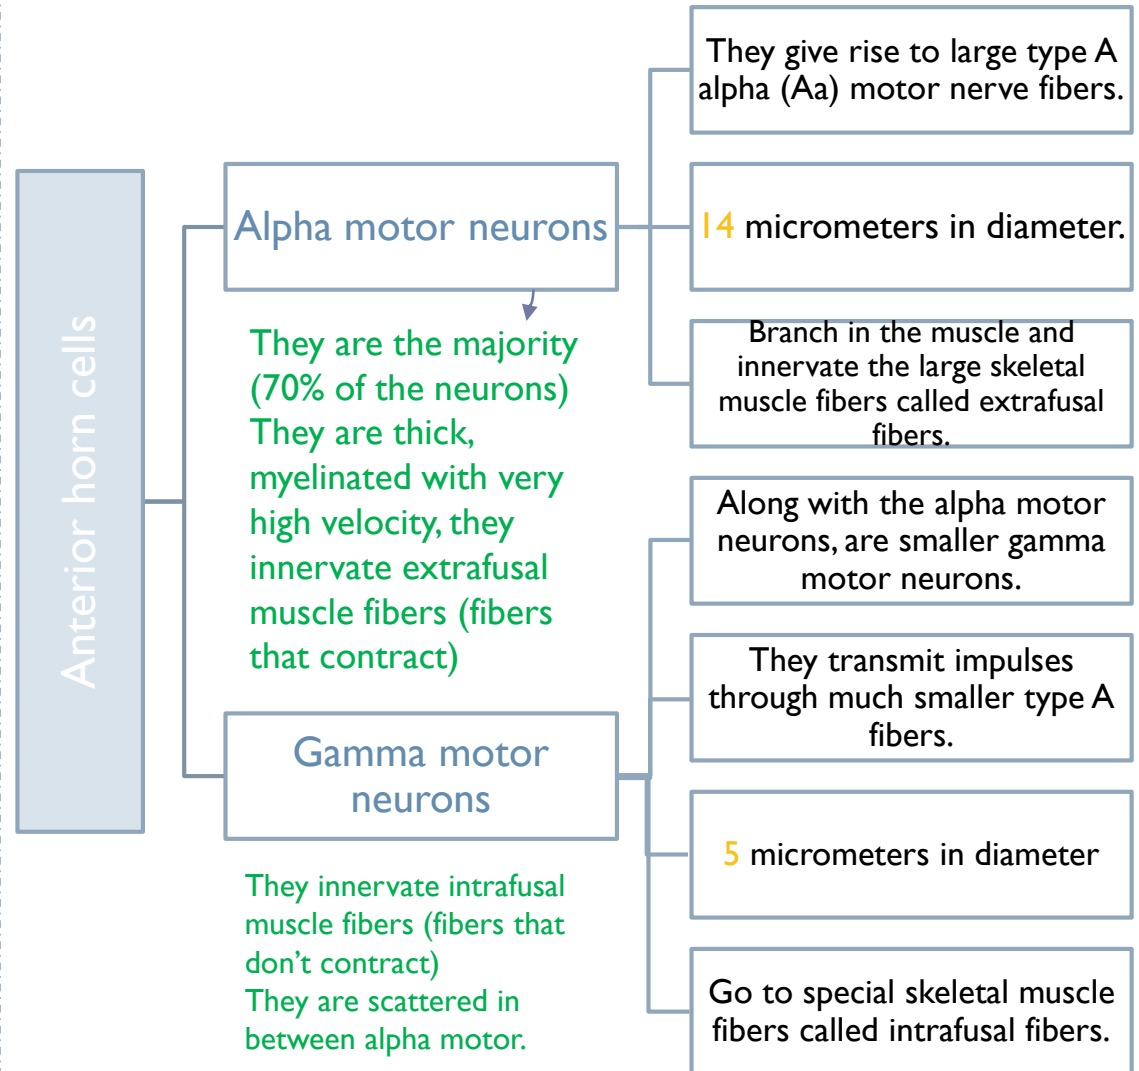 Anterior horn cells
Alpha motor neurons
They are the majority
(70% of the neurons)
They are thick,
myelinated with very
high velocity, they
innervate extrafusal
muscle fibers (fibers
that contract)
They give rise to large type A
alpha (Aa) motor nerve fibers.
14 micrometers in diameter.
Branch in the muscle and
innervate the large skeletal
muscle fibers called extrafusal
fibers.
Gamma motor
neurons
They innervate intrafusal
muscle fibers (fibers that
don’t contract)
They are scattered in
between alpha motor.
Along with the alpha motor
neurons, are smaller gamma
motor neurons.
They transmit impulses
through much smaller type A
fibers.
5 micrometers in diameter
Go to special skeletal muscle
fibers called intrafusal fibers.